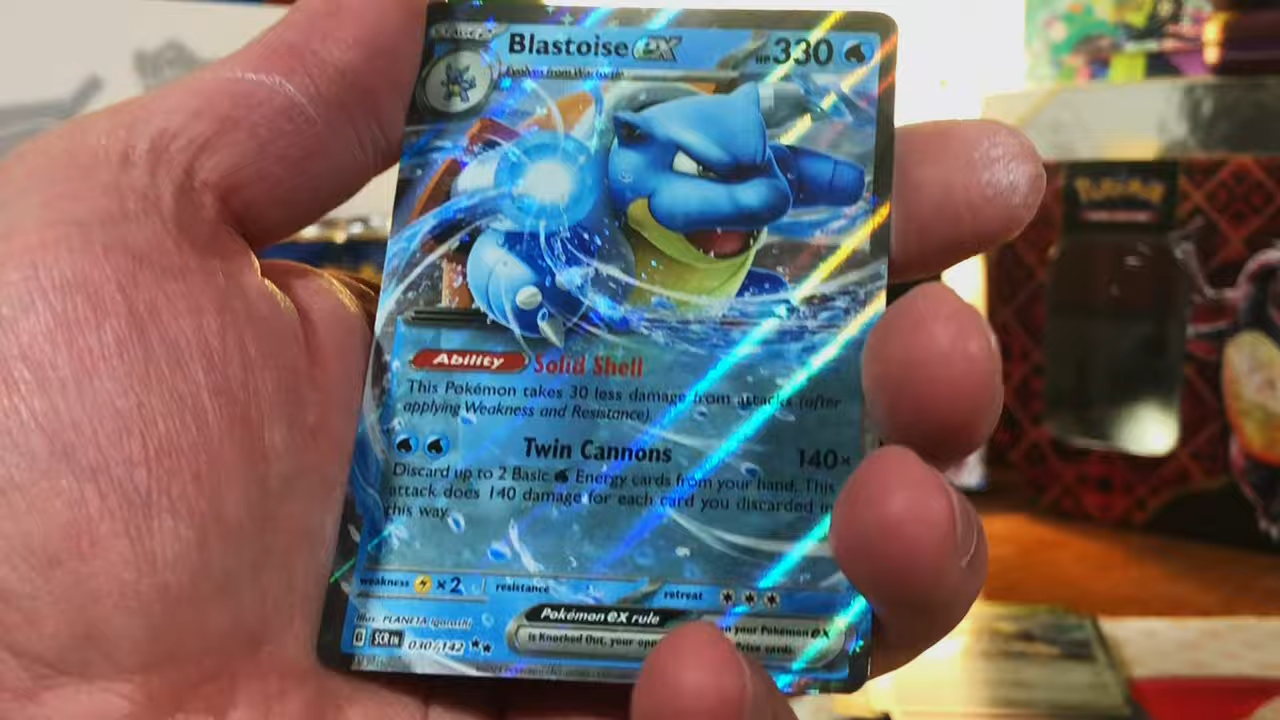 Blastoise ex HP 330
Evolves from Wartortle
Ability Solid Shell
This Pokémon takes 30 less damage from attacks (after
applying Weakness and Resistance).
Twin Cannons 140×
Discard up to 2 Basic Energy cards from your hand. This
attack does 140 damage for each card you discarded in
this way.
weakness ×2 resistance retreat
Illus. PLANETA Igarashi
Pokémon ex rule
n your Pokémon ex
is Knocked Out, your opp Prize cards.
G SCR EN 030/142
Pokémon